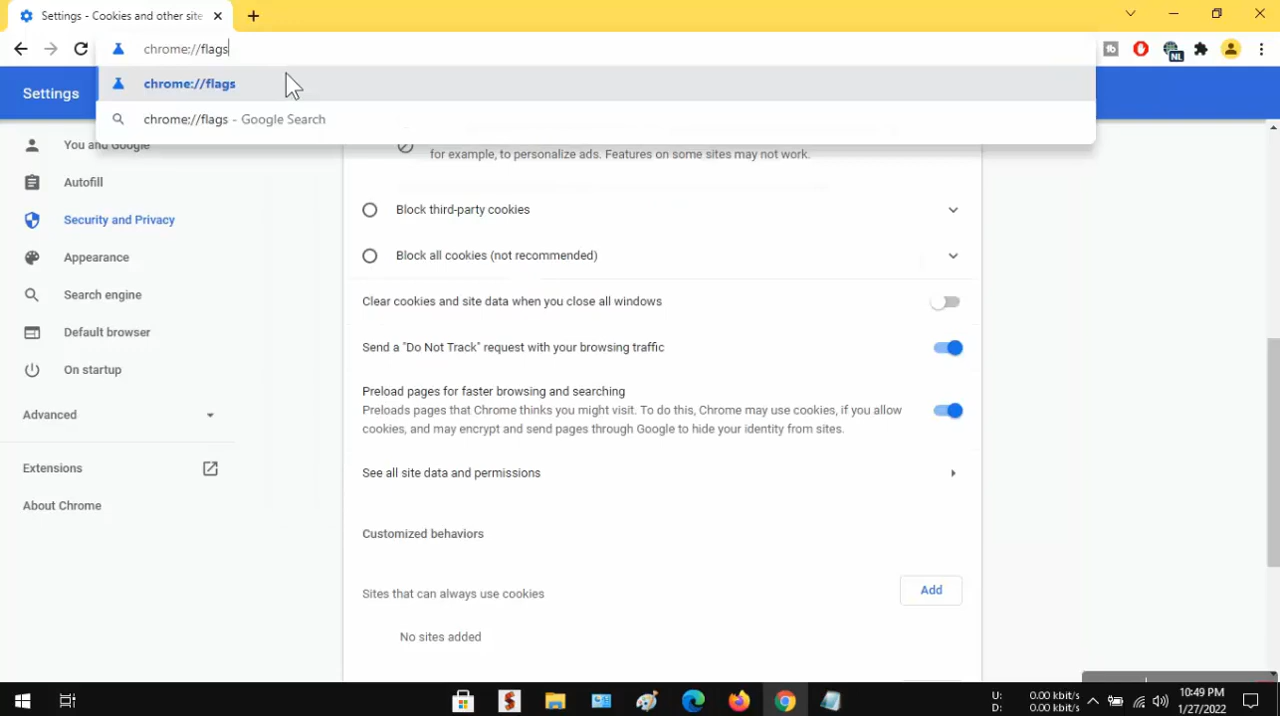 Settings - Cookies and other site
chrome://flags
NL
Settings
chrome://flags
chrome://flags - Google Search
You and Google
for example, to personalize ads. Features on some sites may not work.
Autofill
Security and Privacy
Block third-party cookies
Appearance
Block all cookies (not recommended)
Search engine
Clear cookies and site data when you close all windows
Default browser
Send a "Do Not Track" request with your browsing traffic
On startup
Preload pages for faster browsing and searching
Preloads pages that Chrome thinks you might visit. To do this, Chrome may use cookies, if you allow
cookies, and may encrypt and send pages through Google to hide your identity from sites.
Advanced
Extensions
See all site data and permissions
About Chrome
Customized behaviors
Sites that can always use cookies
Add
No sites added
U: 0.00 kbit/s
D: 0.00 kbit/s
10:49 PM
1/27/2022